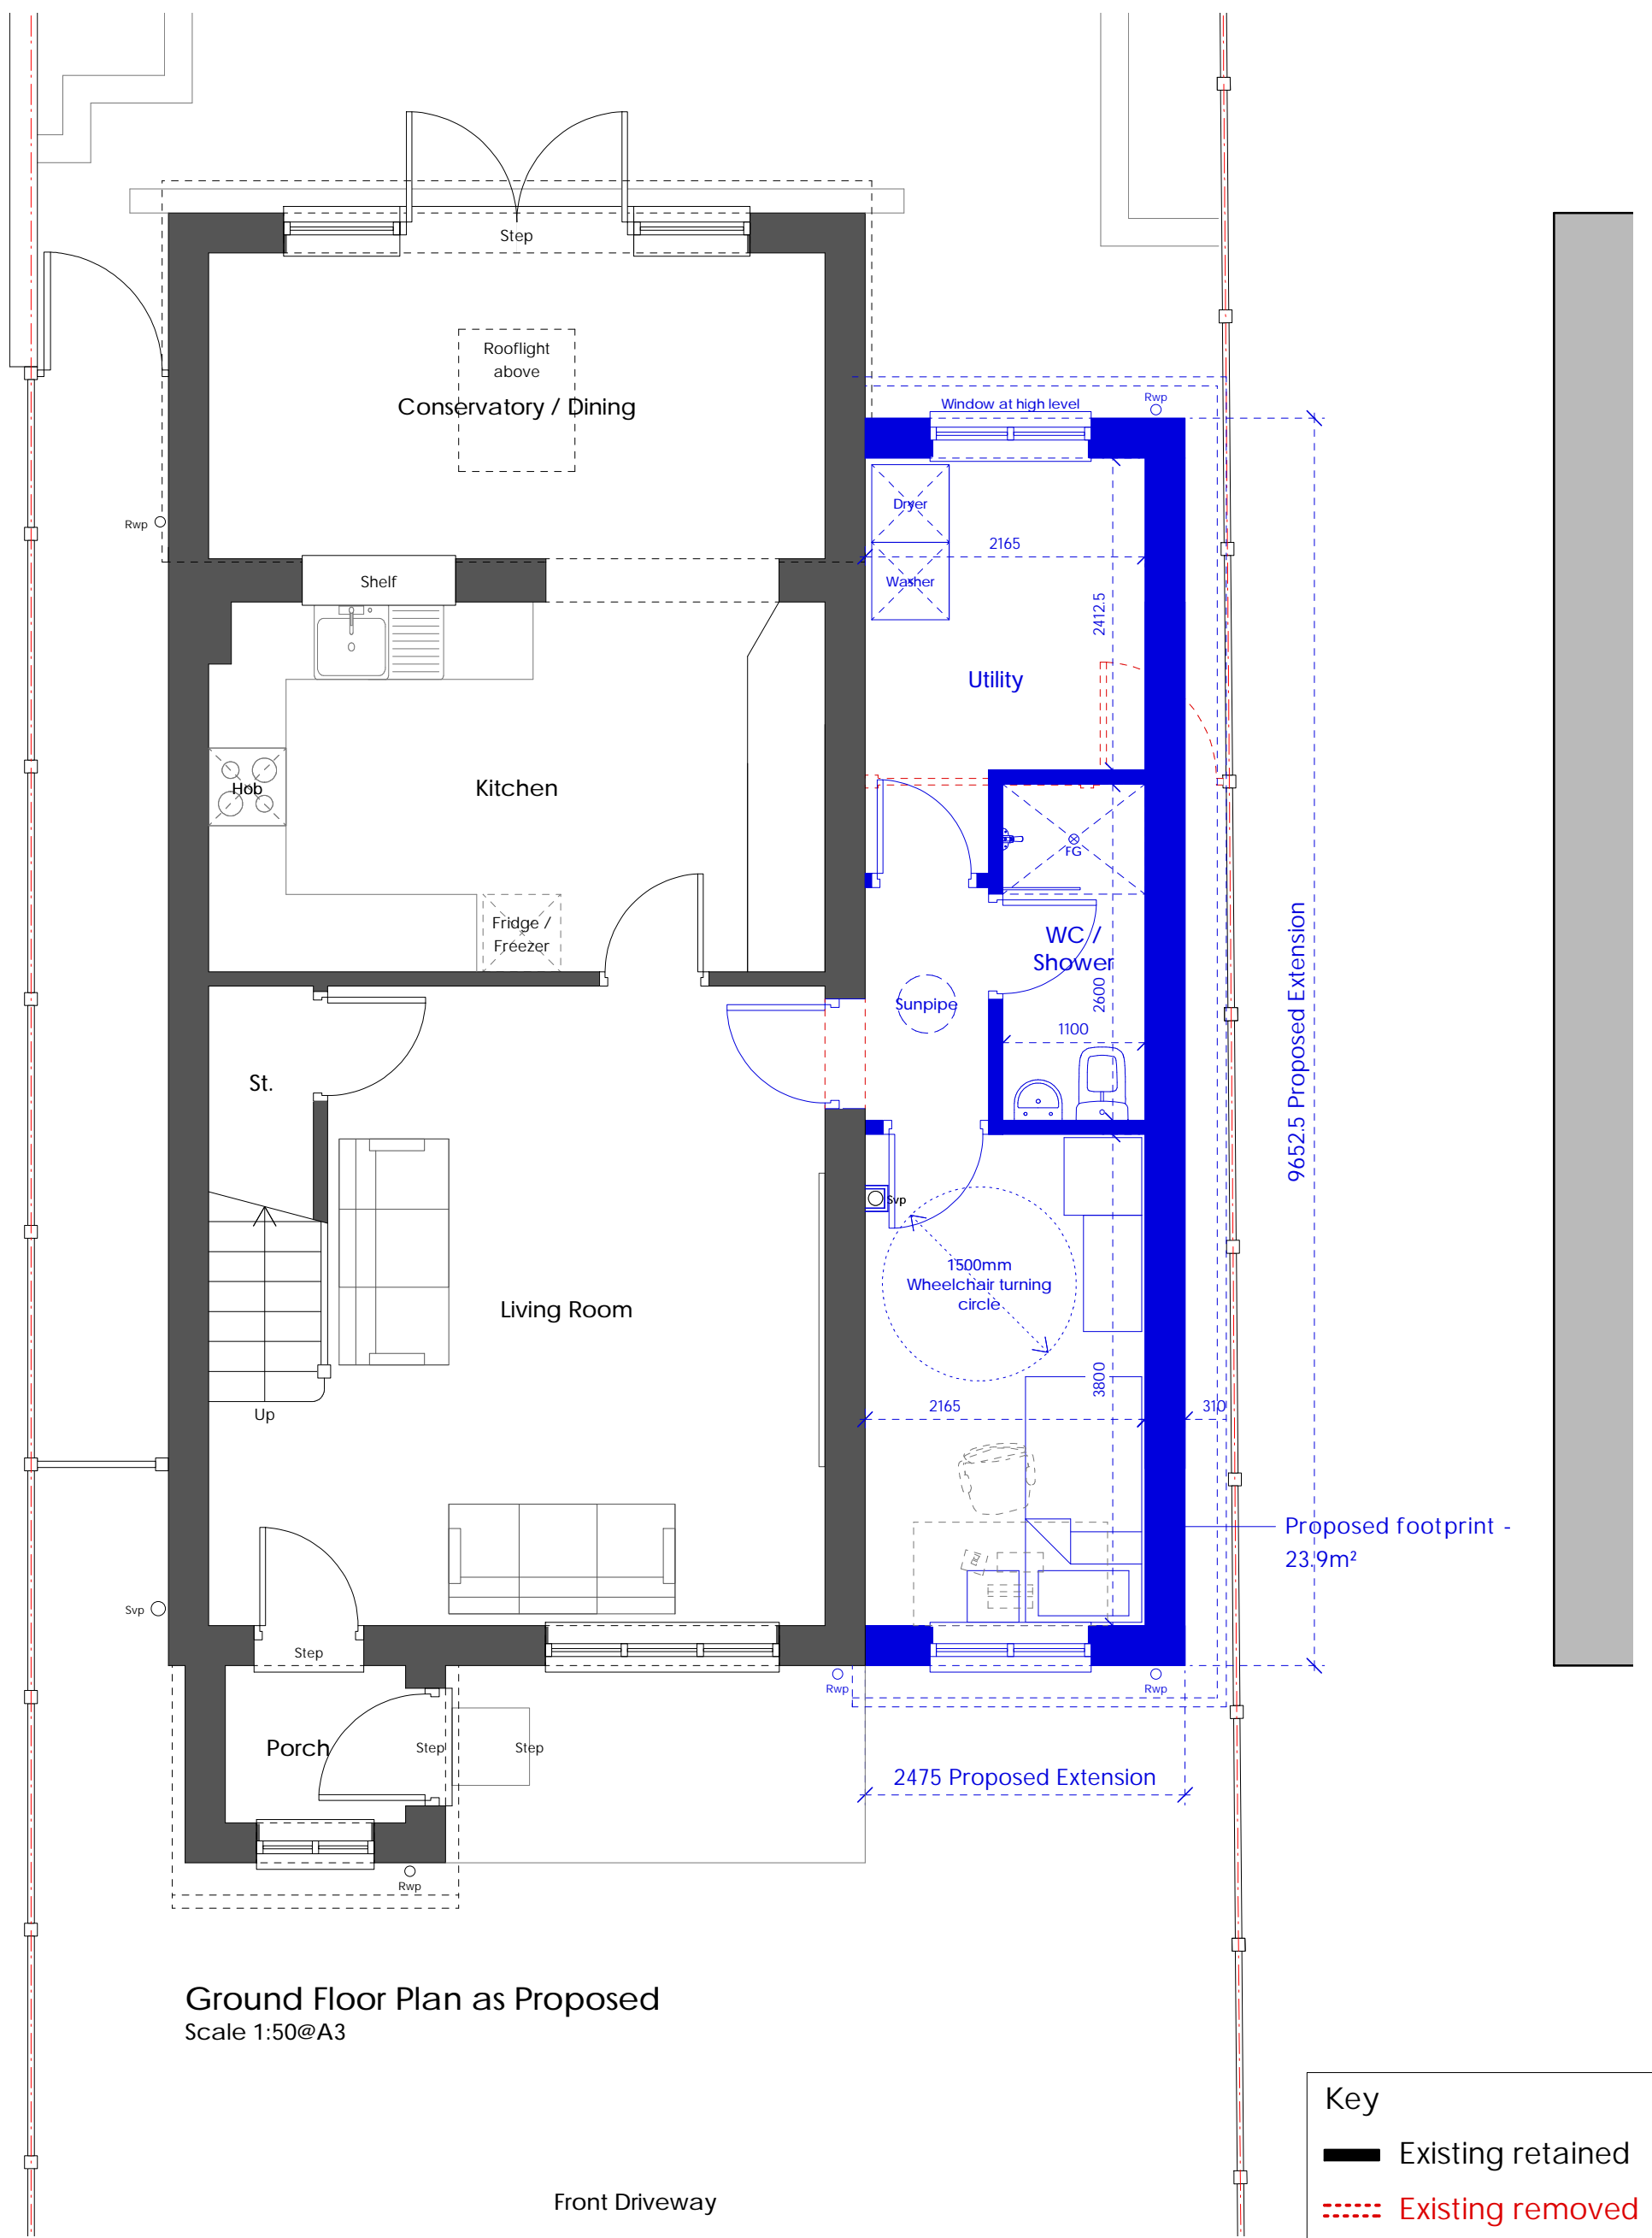 Step
Rooflight
above
Conservatory / Dining
Window at high level
Rwp
Dryer
Rwp
2165
Shelf
Washer
2412.5
Utility
Hob
Kitchen
FG
Fridge /
Freezer
WC /
Shower
2600
Sunpipe
1100
St.
9652.5 Proposed Extension
Svp
1500mm
Wheelchair turning
circle
Living Room
3800
2165
310
Up
Proposed footprint -
23.9m²
Svp
Step
Rwp
Rwp
Porch
Step
Step
2475 Proposed Extension
Rwp
Ground Floor Plan as Proposed
Scale 1:50@A3
Key
Existing retained
Front Driveway
Existing removed